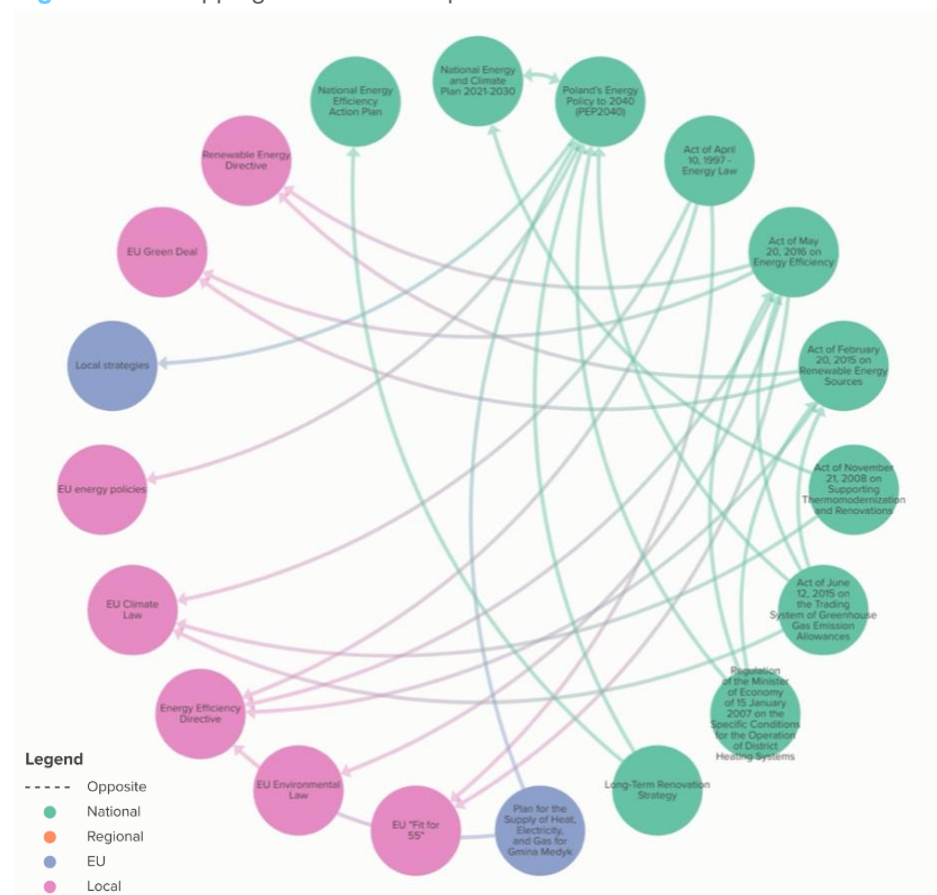 National Energy
and Climate
Plan 2021-2030
National Energy
Efficiency
Action Plan
Poland's Energy
Policy to 2040
(PEP2040)
Renewable Energy
Directive
Act of April
10, 1997 -
Energy Law
EU Green Deal
Act of May
20, 2016 on
Energy Efficiency
Local strategies
Act of February
20, 2015 on
Renewable Energy
Sources
EU energy policies
Act of November
21, 2008 on
Supporting
Thermomodernization
and Renovations
EU Climate
Law
Act of June
12, 2015 on
the Trading
System of Greenhouse
Gas Emission
Allowances
Energy Efficiency
Directive
Regulation
of the Minister
of Economy
of 15 January
2007 on the
Specific Conditions
for the Operation
of District
Heating Systems
EU Environmental
Law
EU "Fit for
55"
Plan for the
Supply of Heat,
Electricity,
and Gas for
Gmina Medyk
Long-Term Renovation
Strategy
Legend
Opposite
National
Regional
EU
Local